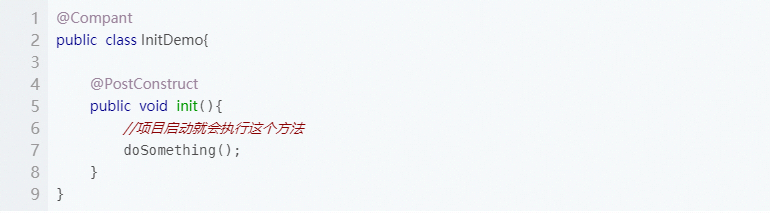 1 @Compant
2 public class InitDemo{
3
4 @PostConstruct
5 public void init(){
6 //项目启动就会执行这个方法
7 doSomething();
8 }
9 }